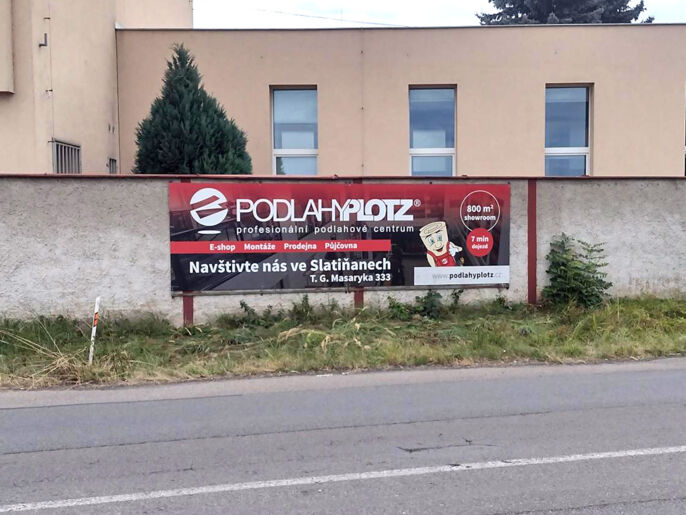 PODLAHYPLOTZ®
profesionální podlahové centrum
E-shop Montáže Prodejna Půjčovna
Navštivte nás ve Slatiňanech
T. G. Masaryka 333
800 m²
showroom
7 min
dojezd
www.podlahyplotz.cz